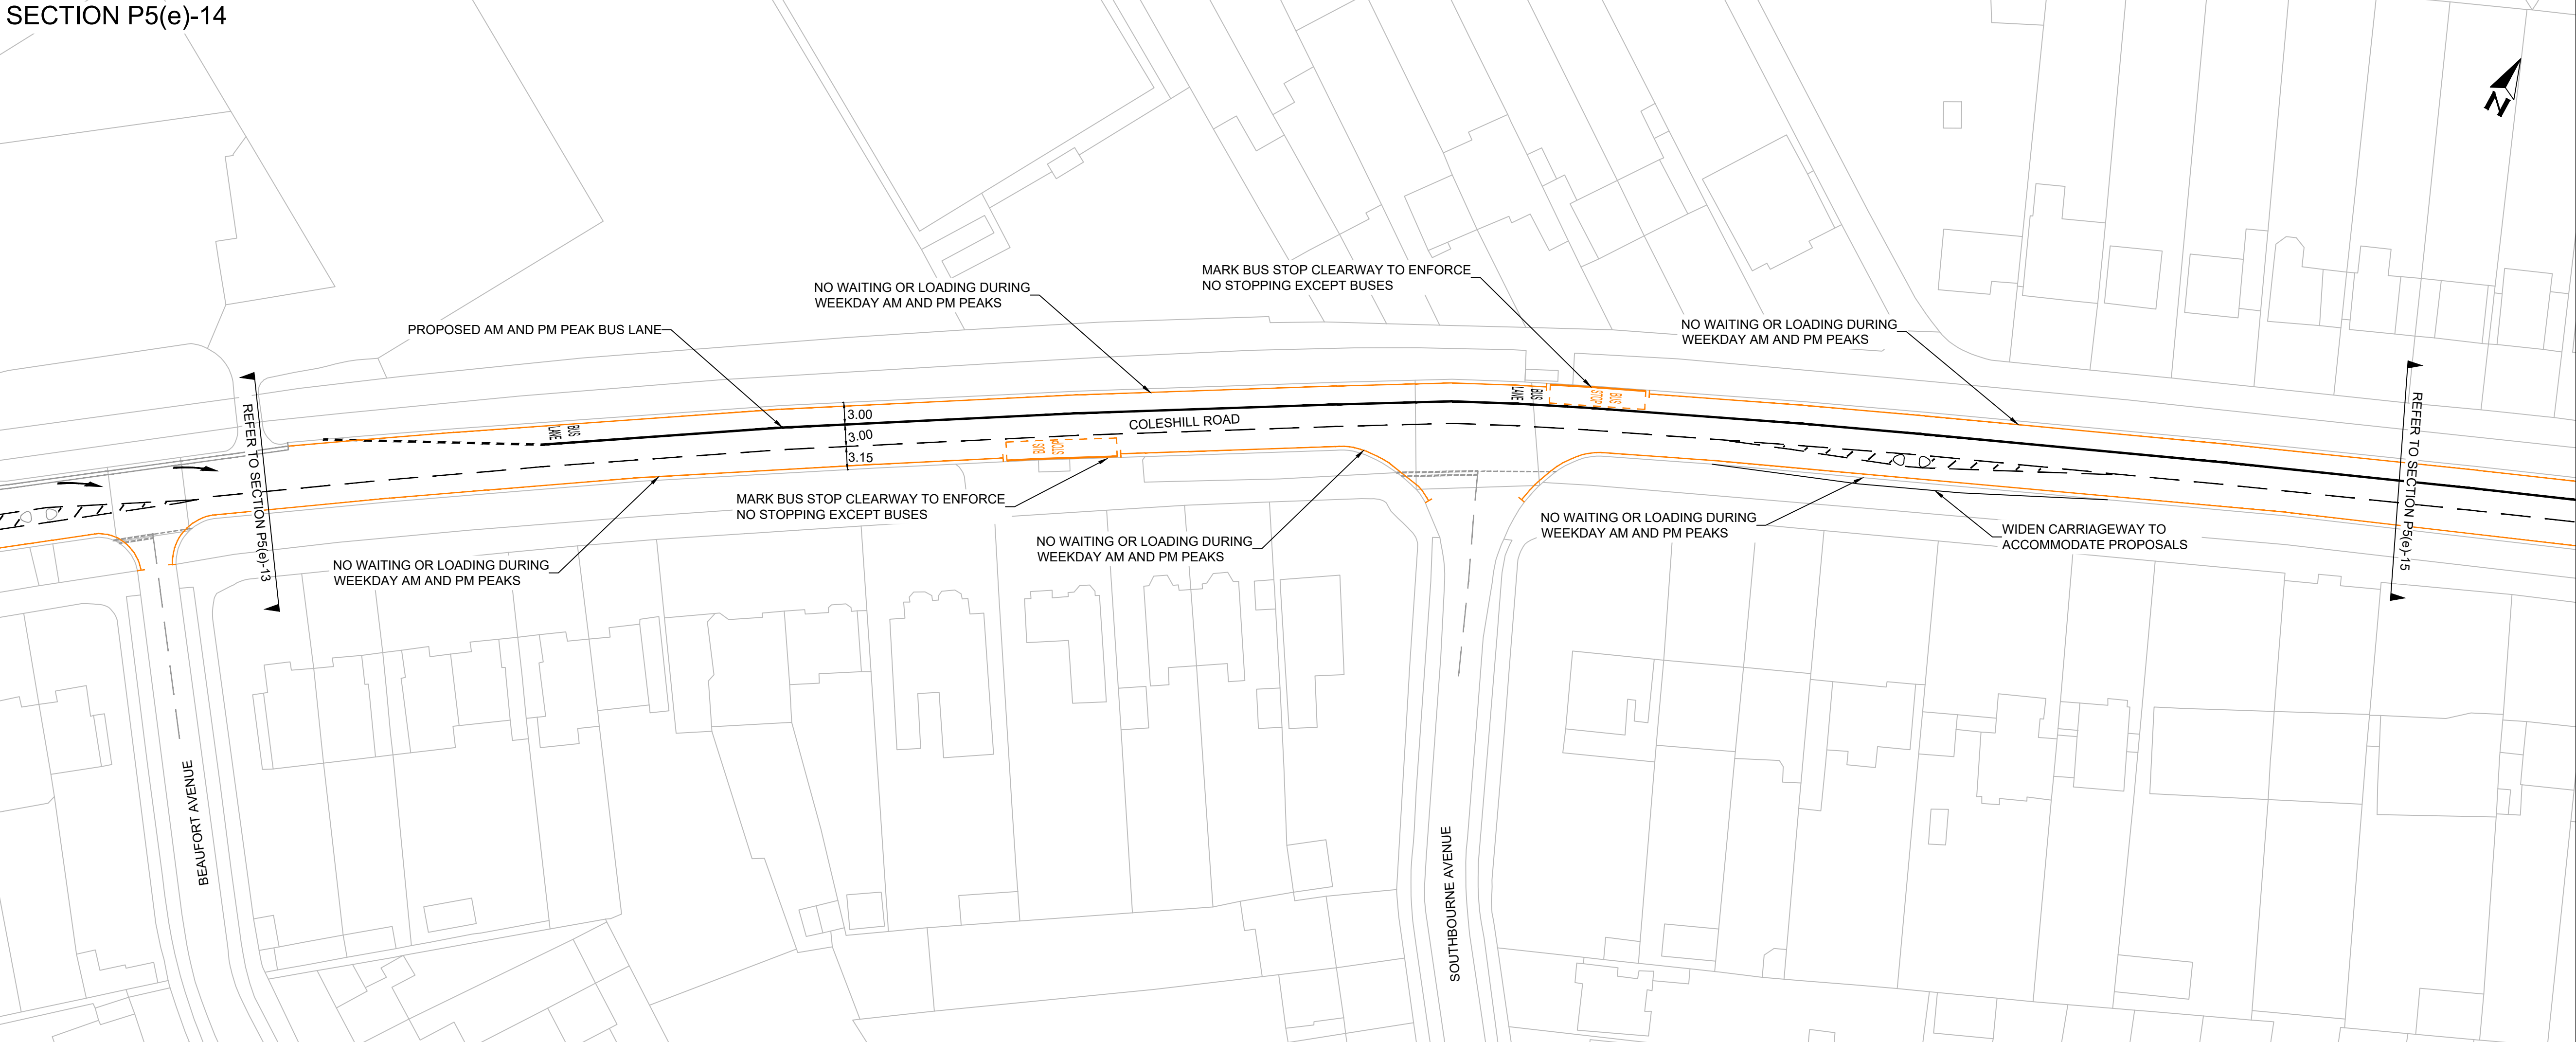 SECTION P5(e)-14
N
MARK BUS STOP CLEARWAY TO ENFORCE
NO STOPPING EXCEPT BUSES
NO WAITING OR LOADING DURING
WEEKDAY AM AND PM PEAKS
PROPOSED AM AND PM PEAK BUS LANE
NO WAITING OR LOADING DURING
WEEKDAY AM AND PM PEAKS
REFER TO SECTION P5(e)-13
BUS
LANE
3.00
3.00
3.15
COLESHILL ROAD
BUS
STOP
BUS
LANE
BUS
STOP
REFER TO SECTION P5(e)-15
MARK BUS STOP CLEARWAY TO ENFORCE
NO STOPPING EXCEPT BUSES
NO WAITING OR LOADING DURING
WEEKDAY AM AND PM PEAKS
NO WAITING OR LOADING DURING
WEEKDAY AM AND PM PEAKS
NO WAITING OR LOADING DURING
WEEKDAY AM AND PM PEAKS
WIDEN CARRIAGEWAY TO
ACCOMMODATE PROPOSALS
BEAUFORT AVENUE
SOUTHBOURNE AVENUE